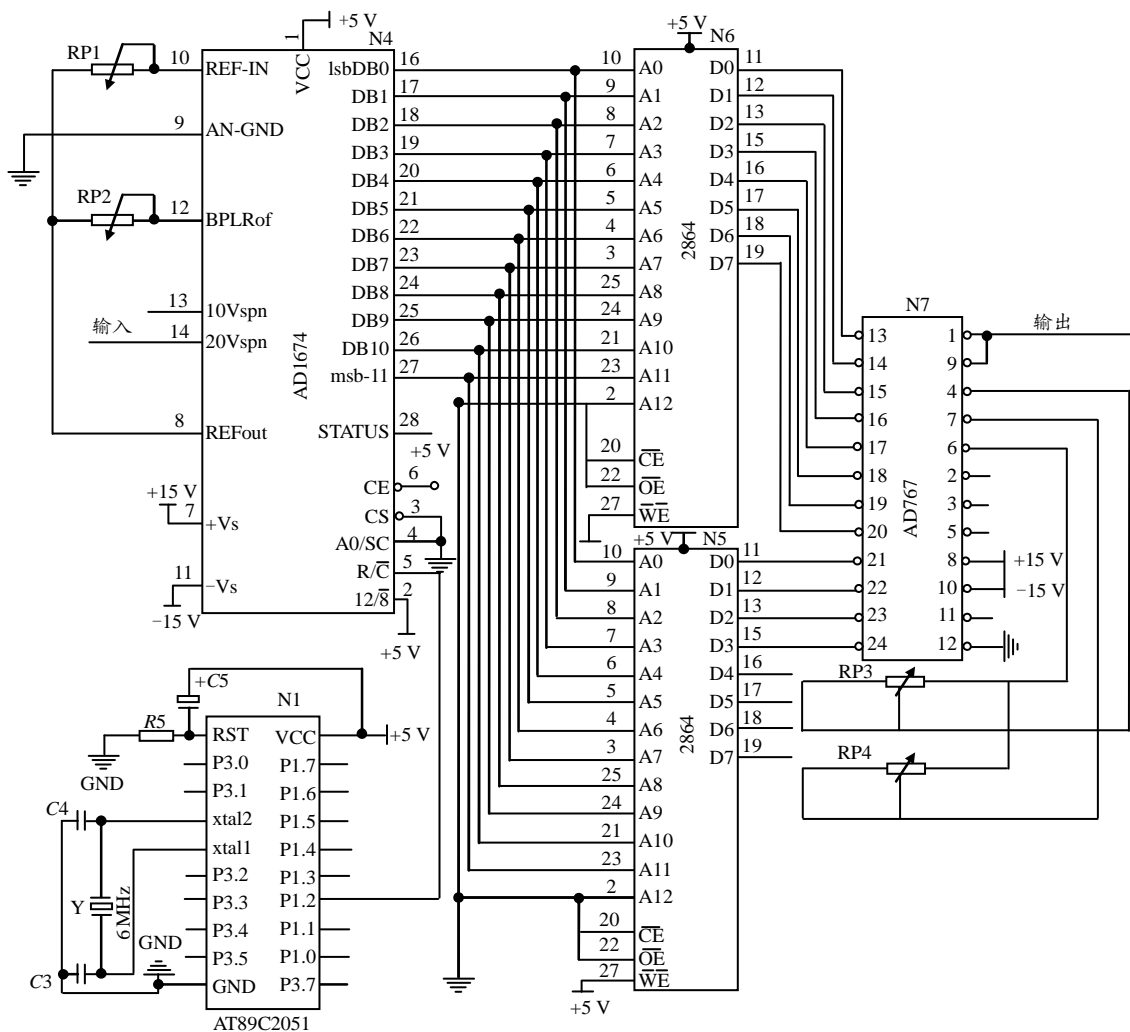 +5 V
1
VCC
N4
RP1
10 REF-IN
9 AN-GND
RP2
12 BPLRof
13 10Vspn
输入 14 20Vspn
8 REFout
+15 V
7 +Vs
11 −Vs
−15 V
AD1674
lsbDB0 16
DB1 17
DB2 18
DB3 19
DB4 20
DB5 21
DB6 22
DB7 23
DB8 24
DB9 25
DB10 26
msb-11 27
STATUS 28
+5 V
CE 6
CS 3
A0/SC 4
R/C̅ 5
12/8̅ 2
+5 V
+5 V
N6
10 A0
9 A1
8 A2
7 A3
6 A4
5 A5
4 A6
3 A7
25 A8
24 A9
21 A10
23 A11
2 A12
20 C̅E̅
22 O̅E̅
27 W̅E̅
2864
D0 11
D1 12
D2 13
D3 15
D4 16
D5 17
D6 18
D7 19
+5 V
N5
10 A0
9 A1
8 A2
7 A3
6 A4
5 A5
4 A6
3 A7
25 A8
24 A9
21 A10
23 A11
2 A12
20 C̅E̅
22 O̅E̅
27 W̅E̅
+5 V
2864
D0 11
D1 12
D2 13
D3 15
D4 16
D5 17
D6 18
D7 19
N7
13
14
15
16
17
18
19
20
21
22
23
24
AD767
1 输出
9
4
7
6
2
3
5
8 +15 V
10 −15 V
11
12
RP3
RP4
+C5
N1
R5
GND
RST
P3.0
P3.1
xtal2
xtal1
P3.2
P3.3
P3.4
P3.5
GND
VCC +5 V
P1.7
P1.6
P1.5
P1.4
P1.3
P1.2
P1.1
P1.0
P3.7
C4
Y
6 MHz
GND
C3
AT89C2051